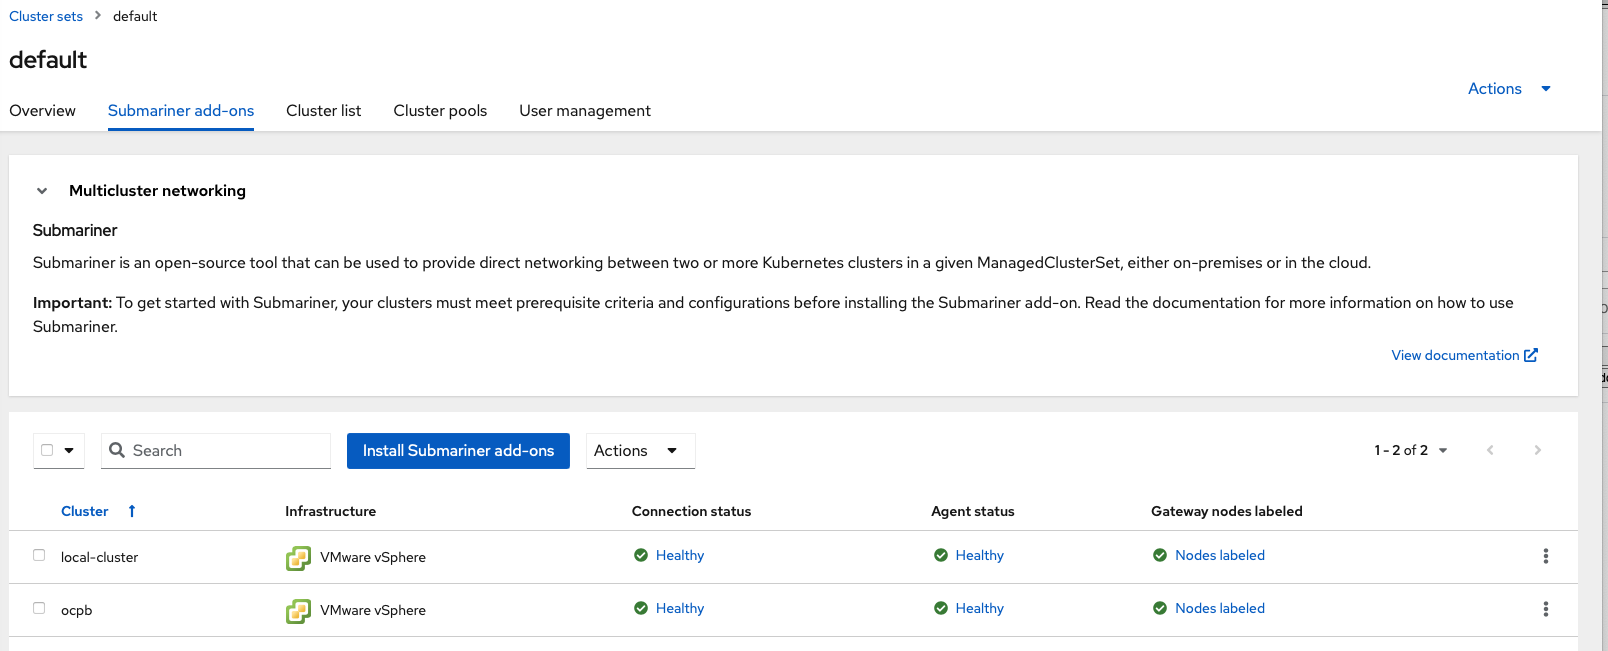 Cluster sets > default
default
Actions
Overview Submariner add-ons Cluster list Cluster pools User management
Multicluster networking
Submariner
Submariner is an open-source tool that can be used to provide direct networking between two or more Kubernetes clusters in a given ManagedClusterSet, either on-premises or in the cloud.
Important: To get started with Submariner, your clusters must meet prerequisite criteria and configurations before installing the Submariner add-on. Read the documentation for more information on how to use
Submariner.
View documentation
Search Install Submariner add-ons Actions 1 - 2 of 2
Cluster Infrastructure Connection status Agent status Gateway nodes labeled
local-cluster VMware vSphere Healthy Healthy Nodes labeled
ocpb VMware vSphere Healthy Healthy Nodes labeled